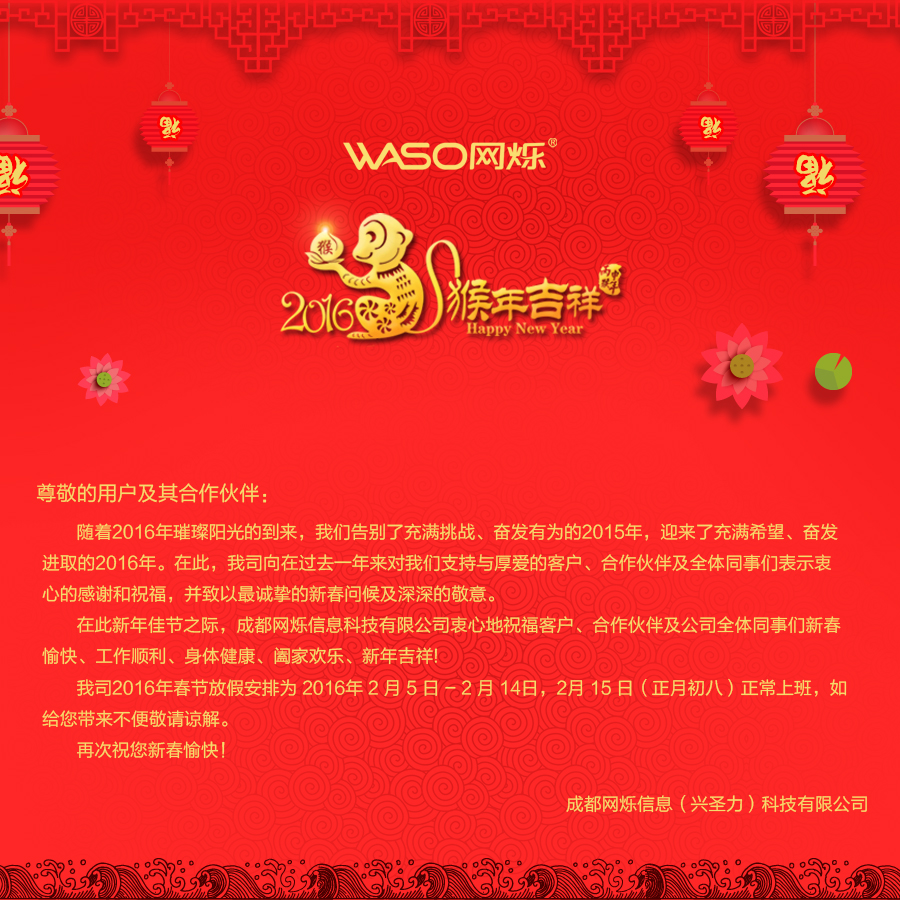 福
福
福
福
WASO网烁®
猴
2016
猴年吉祥
Happy New Year
尊敬的用户及其合作伙伴：
随着2016年璀璨阳光的到来，我们告别了充满挑战、奋发有为的2015年，迎来了充满希望、奋发
进取的2016年。在此，我司向在过去一年来对我们支持与厚爱的客户、合作伙伴及全体同事们表示衷
心的感谢和祝福，并致以最诚挚的新春问候及深深的敬意。
在此新年佳节之际，成都网烁信息科技有限公司衷心地祝福客户、合作伙伴及公司全体同事们新春
愉快、工作顺利、身体健康、阖家欢乐、新年吉祥!
我司2016年春节放假安排为 2016年 2 月 5 日 – 2 月 14日，2月 15 日（正月初八）正常上班，如
给您带来不便敬请谅解。
再次祝您新春愉快！
成都网烁信息（兴圣力）科技有限公司